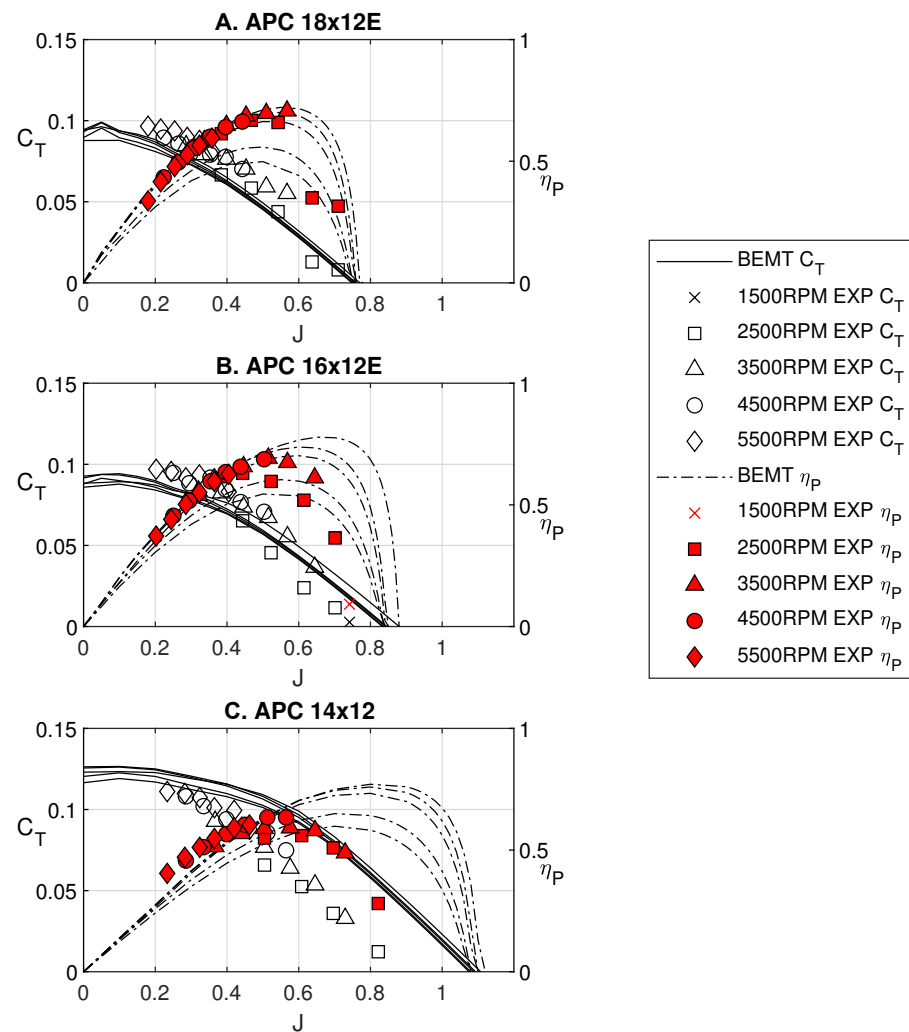 A. APC 18x12E
0.15
0.1
C_T
0.05
0
1
0.5
η_P
0
0 0.2 0.4 0.6 0.8 1
J
B. APC 16x12E
0.15
0.1
C_T
0.05
0
1
0.5
η_P
0
0 0.2 0.4 0.6 0.8 1
J
C. APC 14x12
0.15
0.1
C_T
0.05
0
1
0.5
η_P
0
0 0.2 0.4 0.6 0.8 1
J
BEMT C_T
1500RPM EXP C_T
2500RPM EXP C_T
3500RPM EXP C_T
4500RPM EXP C_T
5500RPM EXP C_T
BEMT η_P
1500RPM EXP η_P
2500RPM EXP η_P
3500RPM EXP η_P
4500RPM EXP η_P
5500RPM EXP η_P